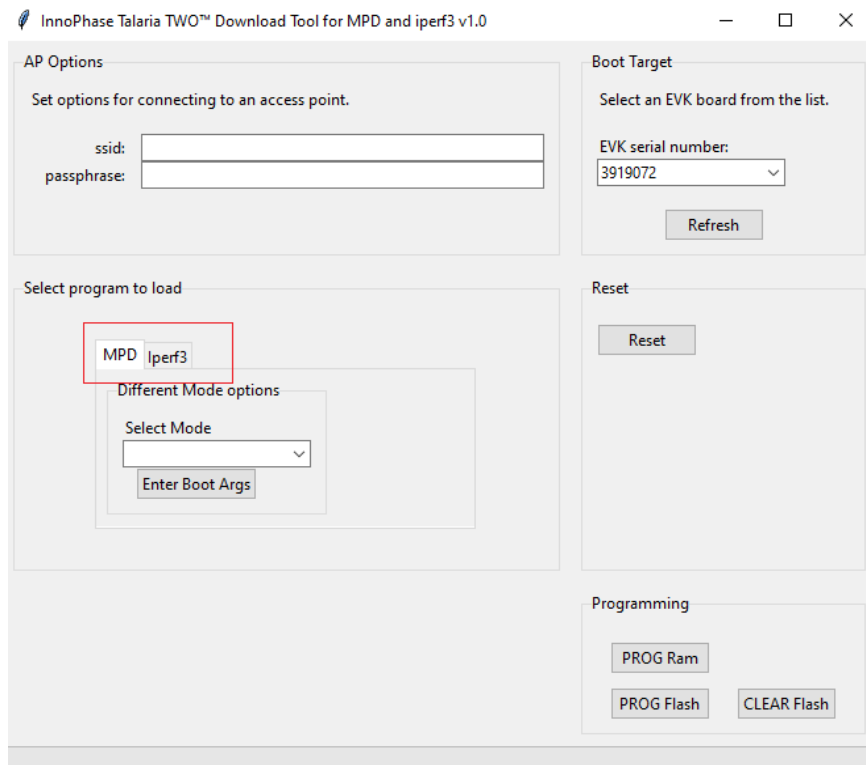 InnoPhase Talaria TWO™ Download Tool for MPD and iperf3 v1.0
AP Options
Set options for connecting to an access point.
ssid:
passphrase:
Boot Target
Select an EVK board from the list.
EVK serial number:
3919072
Refresh
Select program to load
MPD Iperf3
Different Mode options
Select Mode
Enter Boot Args
Reset
Reset
Programming
PROG Ram
PROG Flash CLEAR Flash